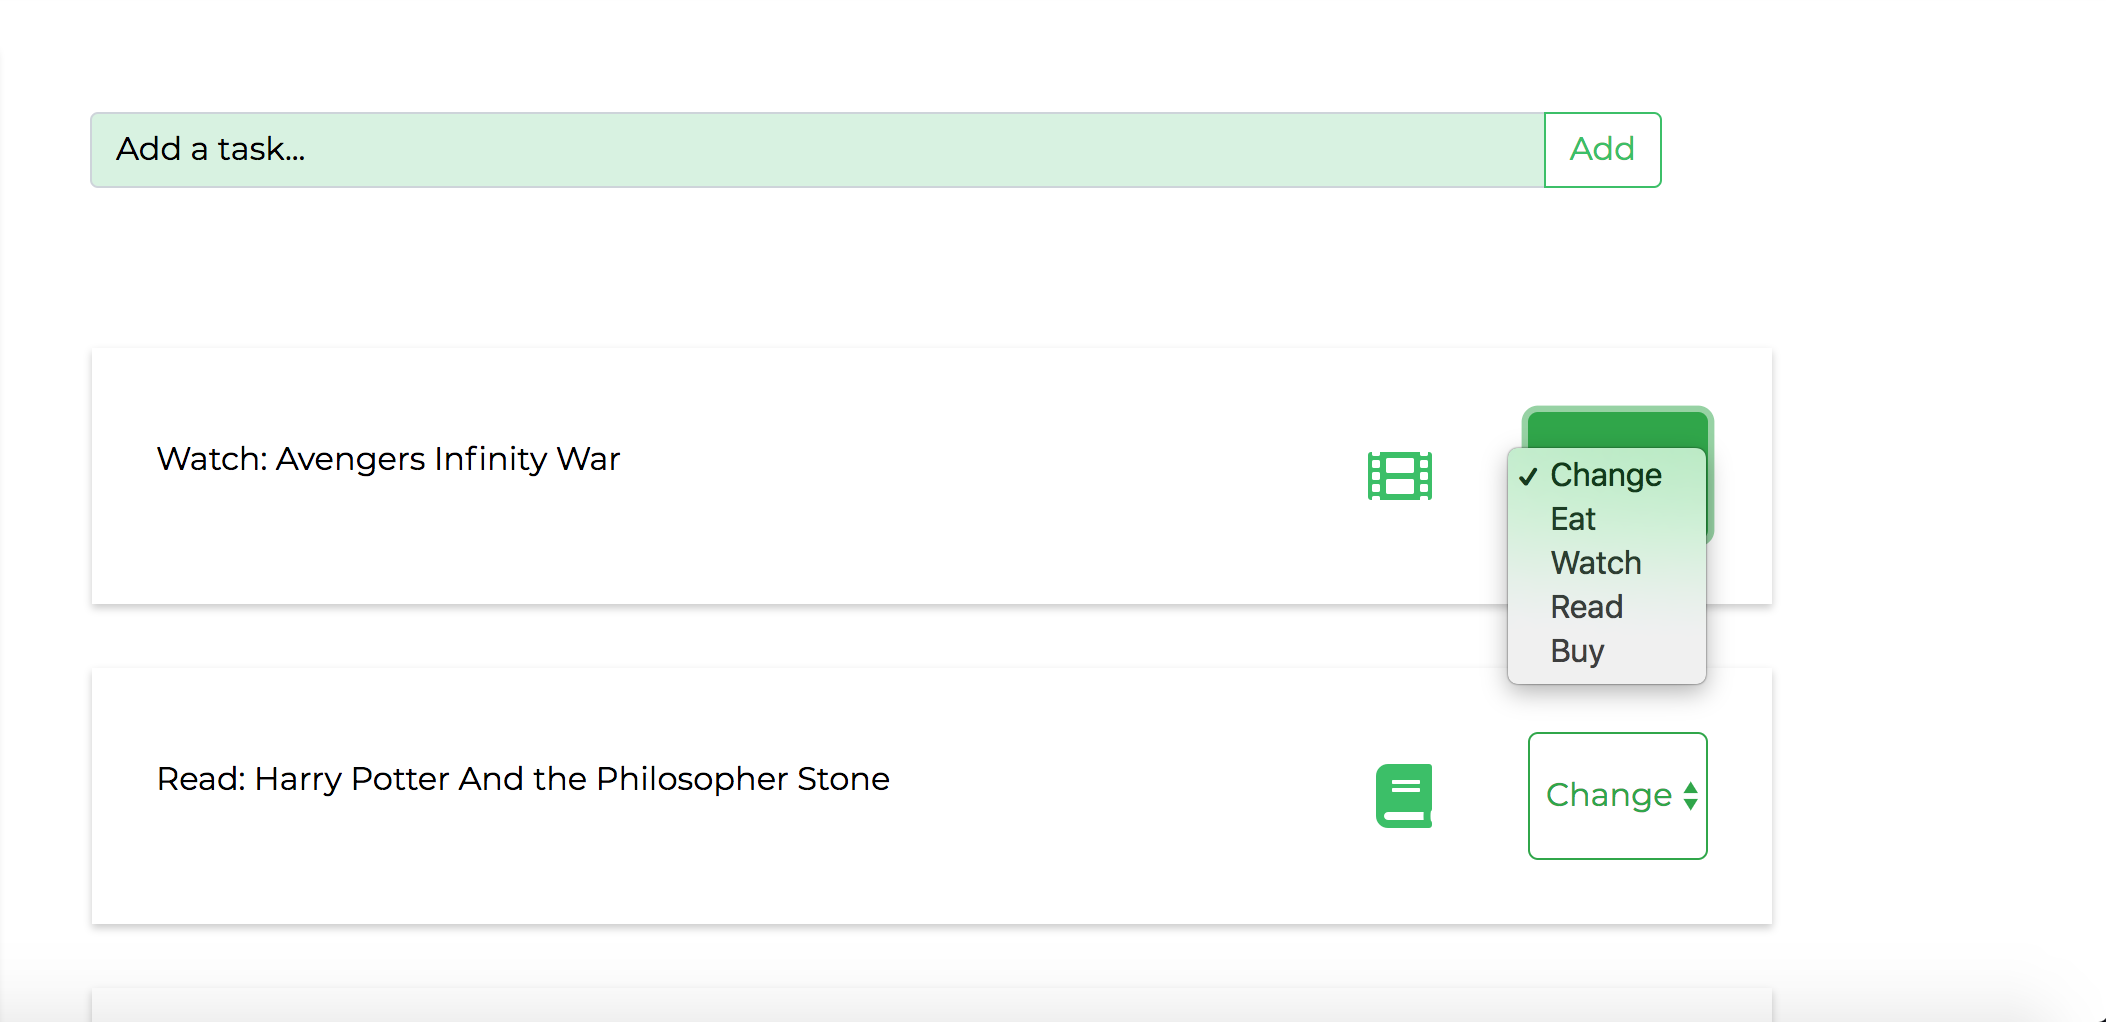 Add a task...
Add
Watch: Avengers Infinity War
✓ Change
Eat
Watch
Read
Buy
Read: Harry Potter And the Philosopher Stone
Change